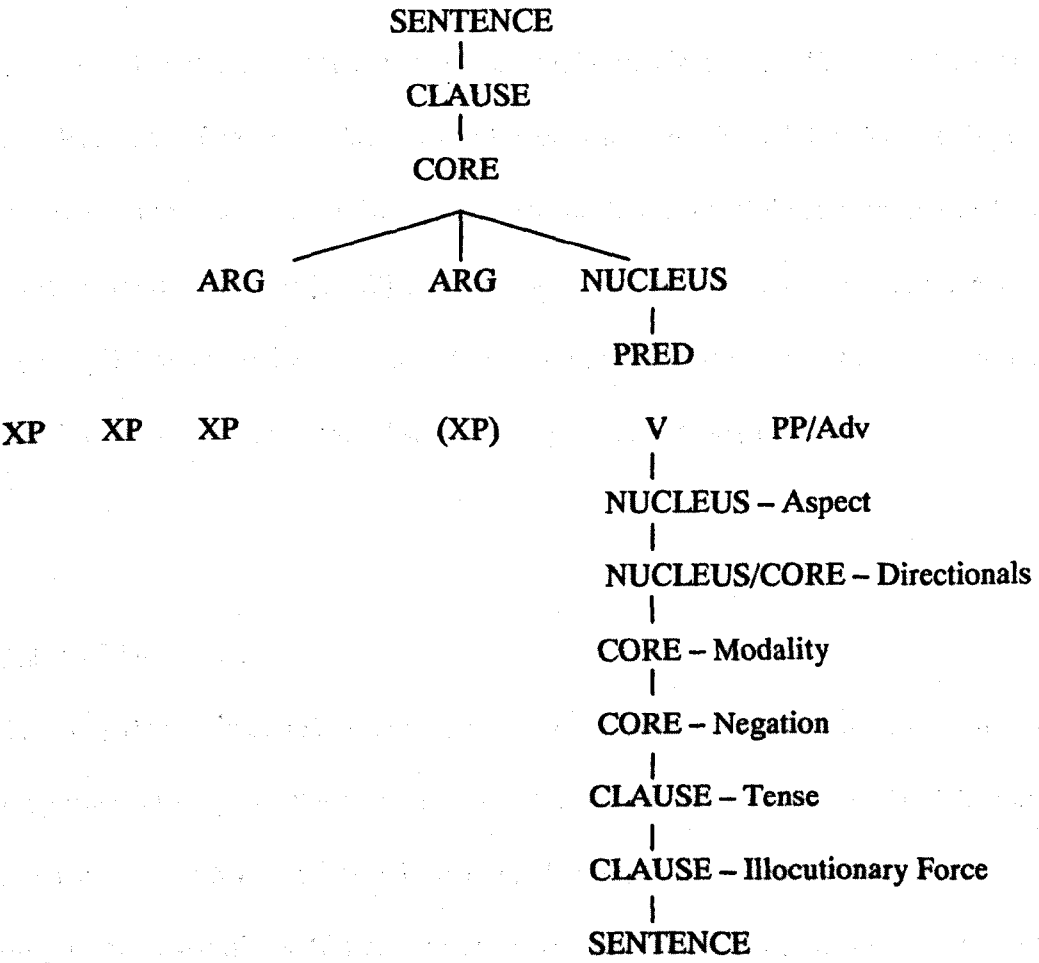 SENTENCE
CLAUSE
CORE
ARG ARG NUCLEUS
PRED
XP XP XP (XP) V PP/Adv
NUCLEUS – Aspect
NUCLEUS/CORE – Directionals
CORE – Modality
CORE – Negation
CLAUSE – Tense
CLAUSE – Illocutionary Force
SENTENCE